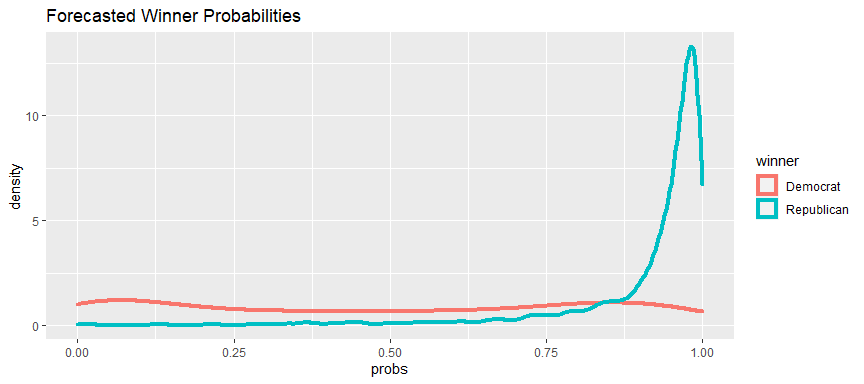 Forecasted Winner Probabilities
density
10
5
0
0.00 0.25 0.50 0.75 1.00
probs
winner
Democrat
Republican